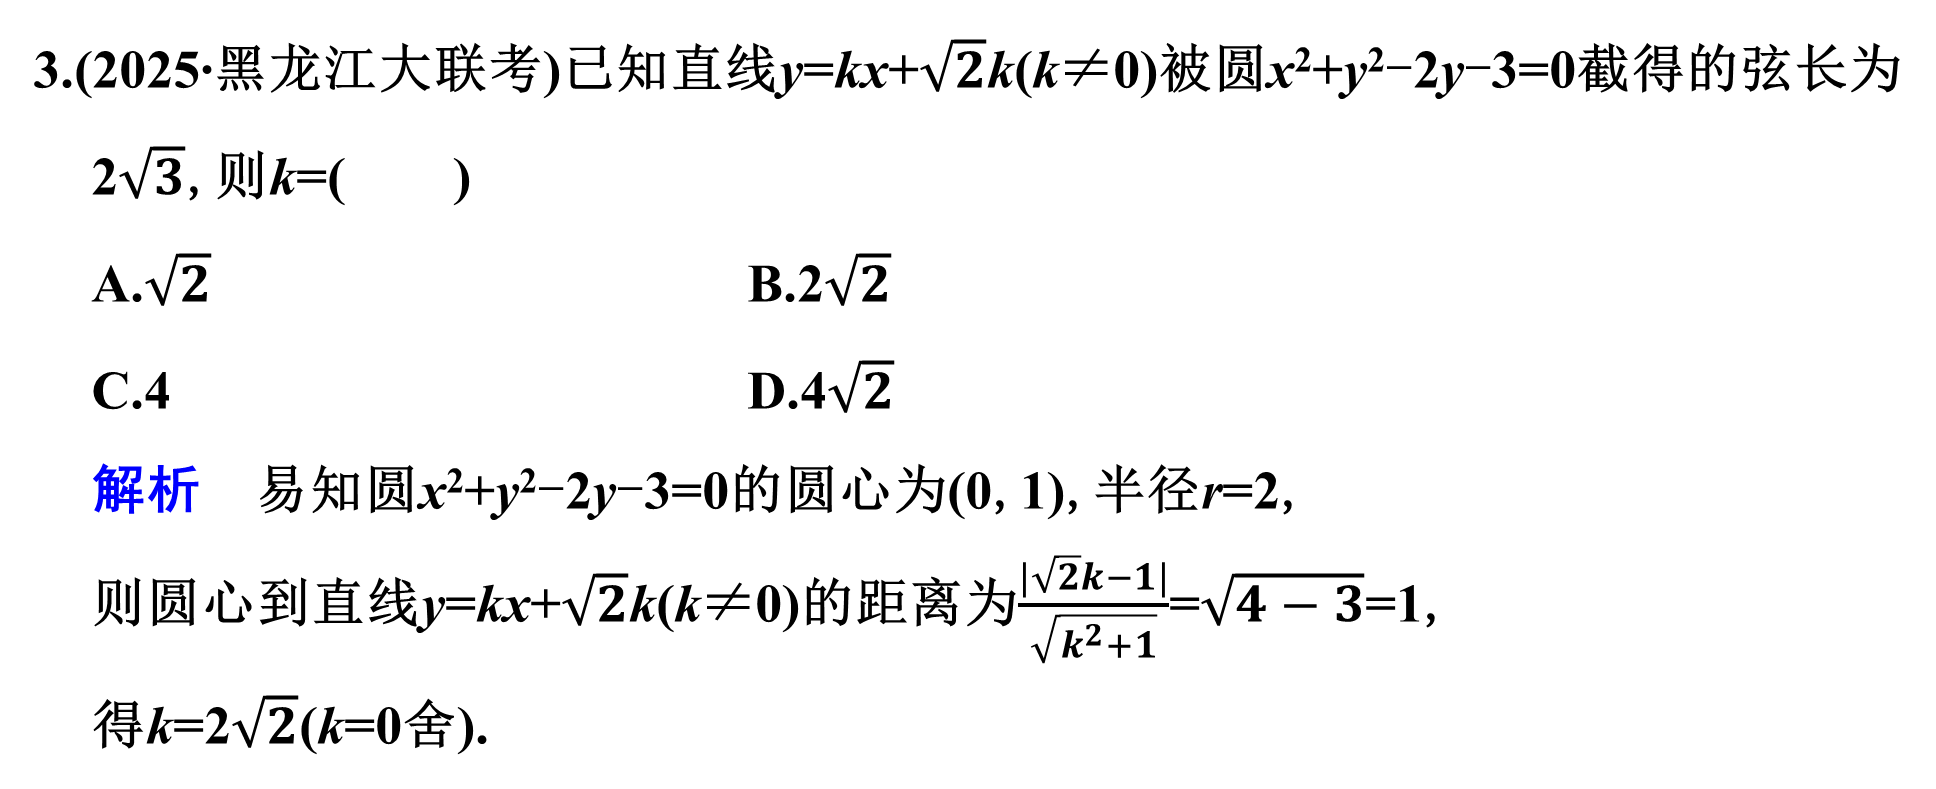 3.(2025·黑龙江大联考)已知直线y=kx+√2k(k≠0)被圆x²+y²−2y−3=0截得的弦长为
2√3, 则k=(　　)
A.√2　　B.2√2
C.4　　D.4√2
解析　易知圆x²+y²−2y−3=0的圆心为(0, 1), 半径r=2,
则圆心到直线y=kx+√2k(k≠0)的距离为|√2k−1|/√(k²+1)=√(4−3)=1,
得k=2√2(k=0舍).